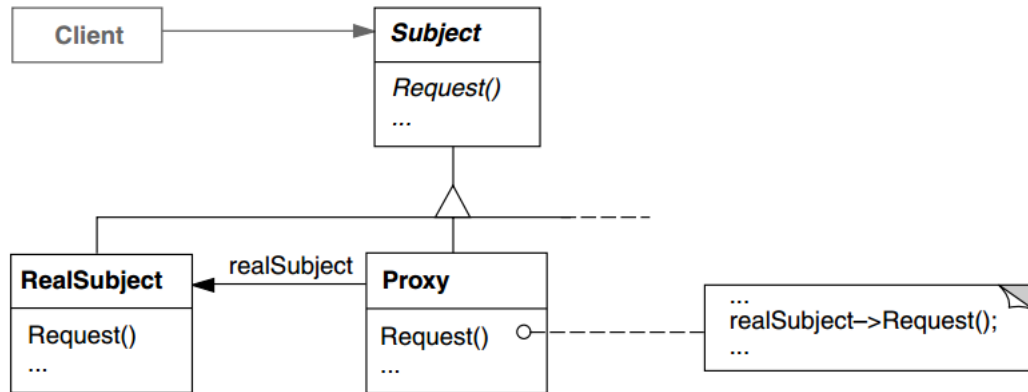 Client
Subject
Request()
...
RealSubject
Request()
...
realSubject
Proxy
Request()
...
...
realSubject–>Request();
...